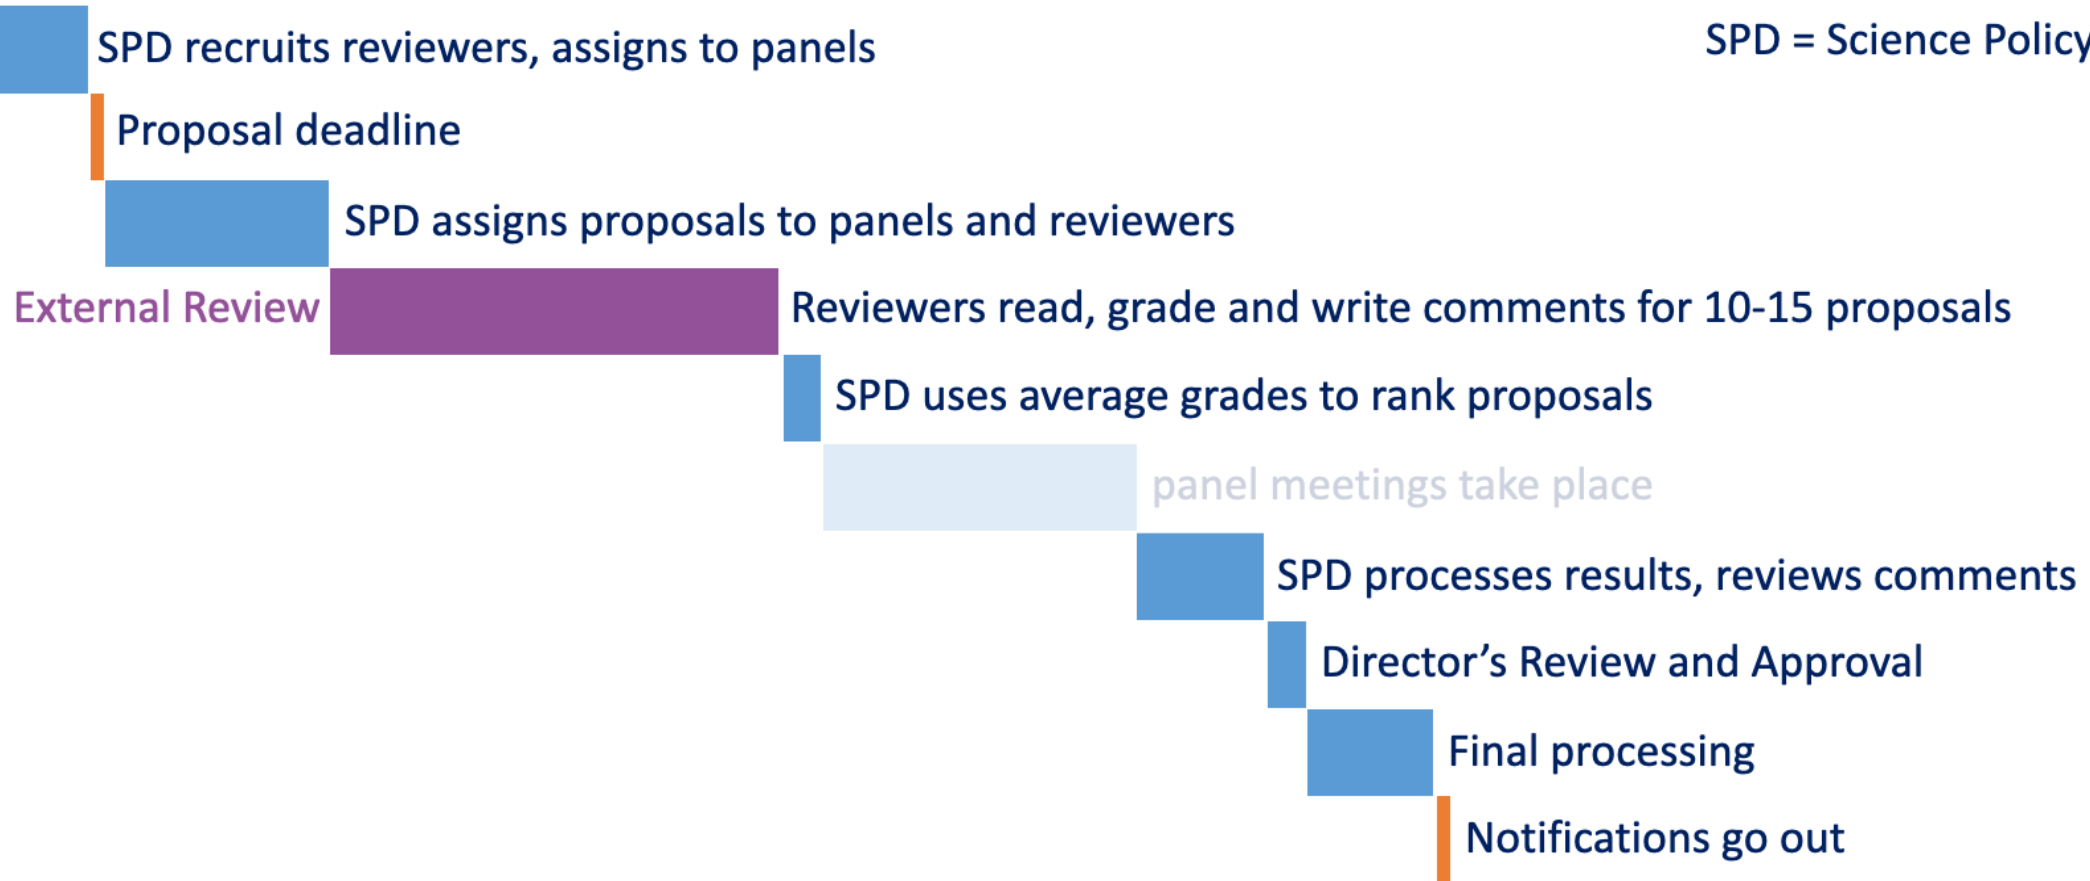 SPD recruits reviewers, assigns to panels
SPD = Science Policy
Proposal deadline
SPD assigns proposals to panels and reviewers
External Review
Reviewers read, grade and write comments for 10-15 proposals
SPD uses average grades to rank proposals
panel meetings take place
SPD processes results, reviews comments
Director’s Review and Approval
Final processing
Notifications go out